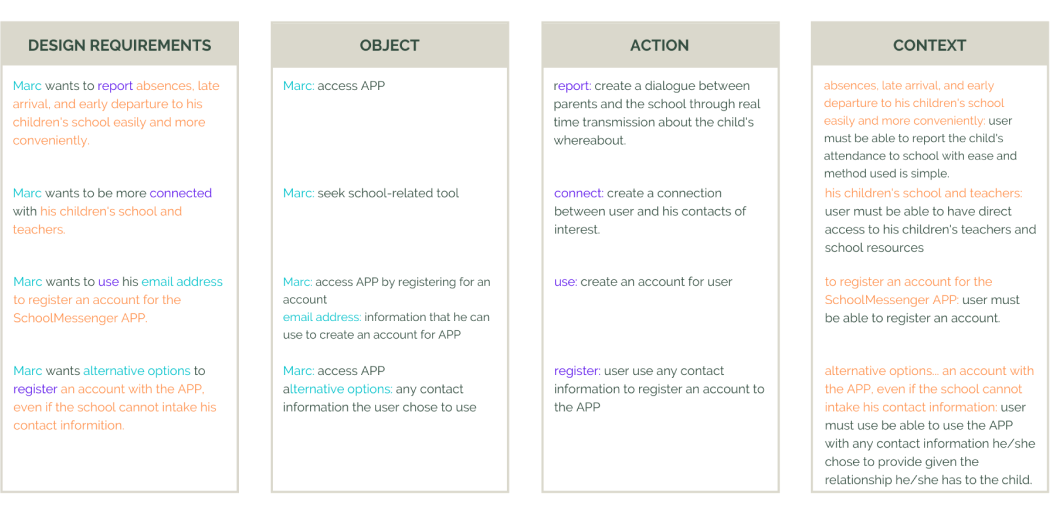 DESIGN REQUIREMENTS
Marc wants to report absences, late
arrival, and early departure to his
children's school easily and more
conveniently.
Marc wants to be more connected
with his children's school and
teachers.
Marc wants to use his email address
to register an account for the
SchoolMessenger APP.
Marc wants alternative options to
register an account with the APP,
even if the school cannot intake his
contact informition.
OBJECT
Marc: access APP
Marc: seek school-related tool
Marc: access APP by registering for an
account
email address: information that he can
use to create an account for APP
Marc: access APP
alternative options: any contact
information the user chose to use
ACTION
report: create a dialogue between
parents and the school through real
time transmission about the child's
whereabout.
connect: create a connection
between user and his contacts of
interest.
use: create an account for user
register: user use any contact
information to register an account to
the APP
CONTEXT
absences, late arrival, and early
departure to his children's school
easily and more conveniently: user
must be able to report the child's
attendance to school with ease and
method used is simple.
his children's school and teachers:
user must be able to have direct
access to his children's teachers and
school resources
to register an account for the
SchoolMessenger APP: user must
be able to register an account.
alternative options... an account with
the APP, even if the school cannot
intake his contact information: user
must use be able to use the APP
with any contact information he/she
chose to provide given the
relationship he/she has to the child.